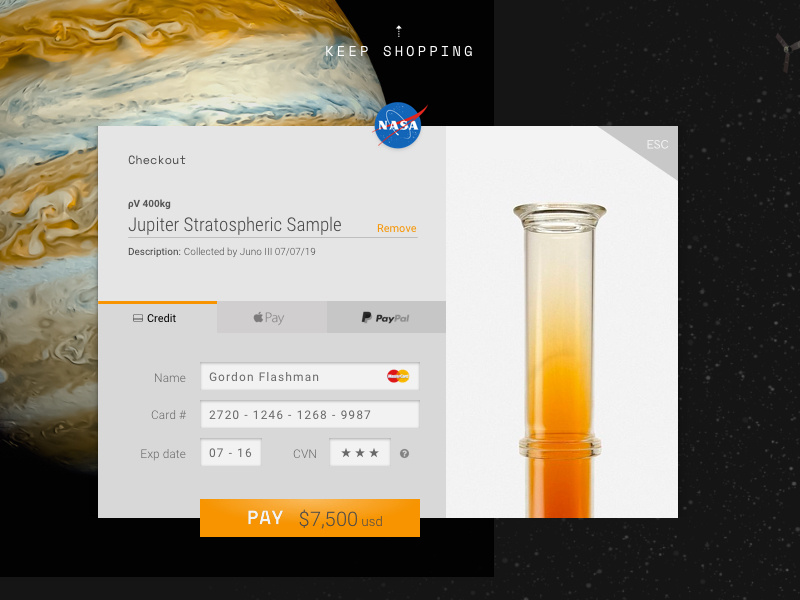 KEEP SHOPPING
NASA
ESC
Checkout
ρV 400kg
Jupiter Stratospheric Sample Remove
Description: Collected by Juno III 07/07/19
Credit Pay PayPal
Name Gordon Flashman
Card # 2720 - 1246 - 1268 - 9987
Exp date 07 - 16 CVN ★★★ ?
PAY $7,500 usd